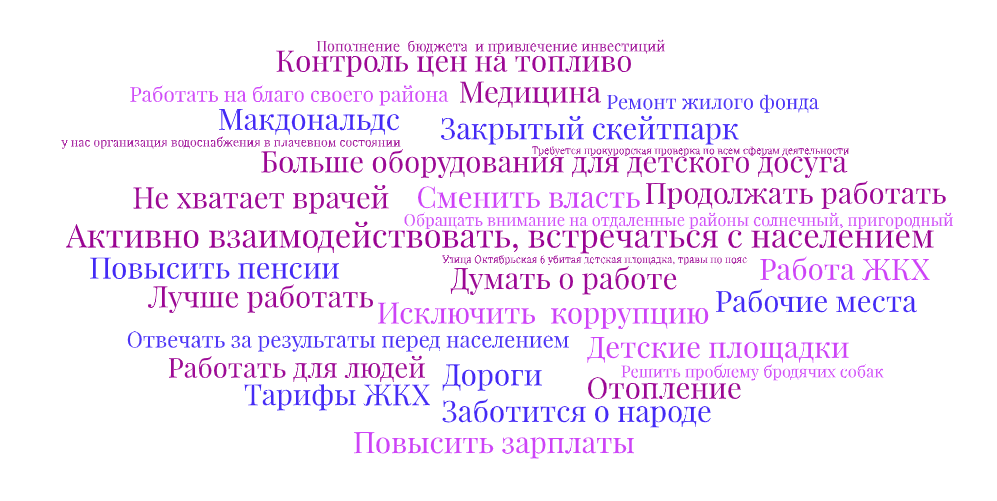 Пополнение бюджета и привлечение инвестиций
Контроль цен на топливо
Работать на благо своего района
Медицина
Ремонт жилого фонда
Макдональдс
Закрытый скейтпарк
у нас организация водоснабжения в плачевном состоянии
Требуется прокурорская проверка по всем сферам деятельности
Больше оборудования для детского досуга
Не хватает врачей
Сменить власть
Продолжать работать
Обращать внимание на отдаленные районы солнечный, пригородный
Активно взаимодействовать, встречаться с населением
Улица Октябрьская 6 убитая детская площадка, травы по пояс
Повысить пенсии
Думать о работе
Работа ЖКХ
Лучше работать
Исключить коррупцию
Рабочие места
Отвечать за результаты перед населением
Детские площадки
Работать для людей
Дороги
Решить проблему бродячих собак
Тарифы ЖКХ
Отопление
Заботится о народе
Повысить зарплаты